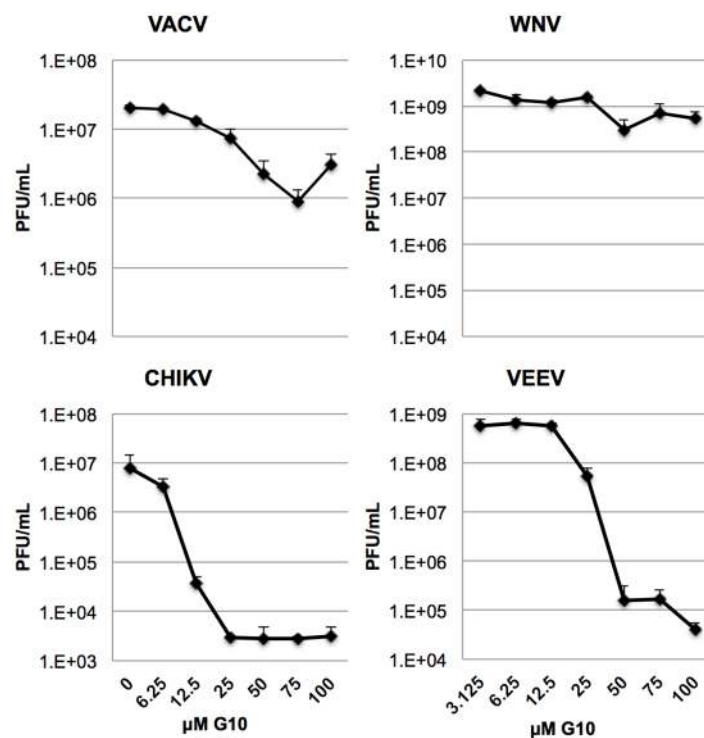 VACV
1.E+08
1.E+07
1.E+06
1.E+05
1.E+04
PFU/mL
WNV
1.E+10
1.E+09
1.E+08
1.E+07
1.E+06
1.E+05
1.E+04
PFU/mL
CHIKV
1.E+08
1.E+07
1.E+06
1.E+05
1.E+04
1.E+03
PFU/mL
0 6.25 12.5 25 50 75 100
µM G10
VEEV
1.E+09
1.E+08
1.E+07
1.E+06
1.E+05
1.E+04
PFU/mL
3.125 6.25 12.5 25 50 75 100
µM G10